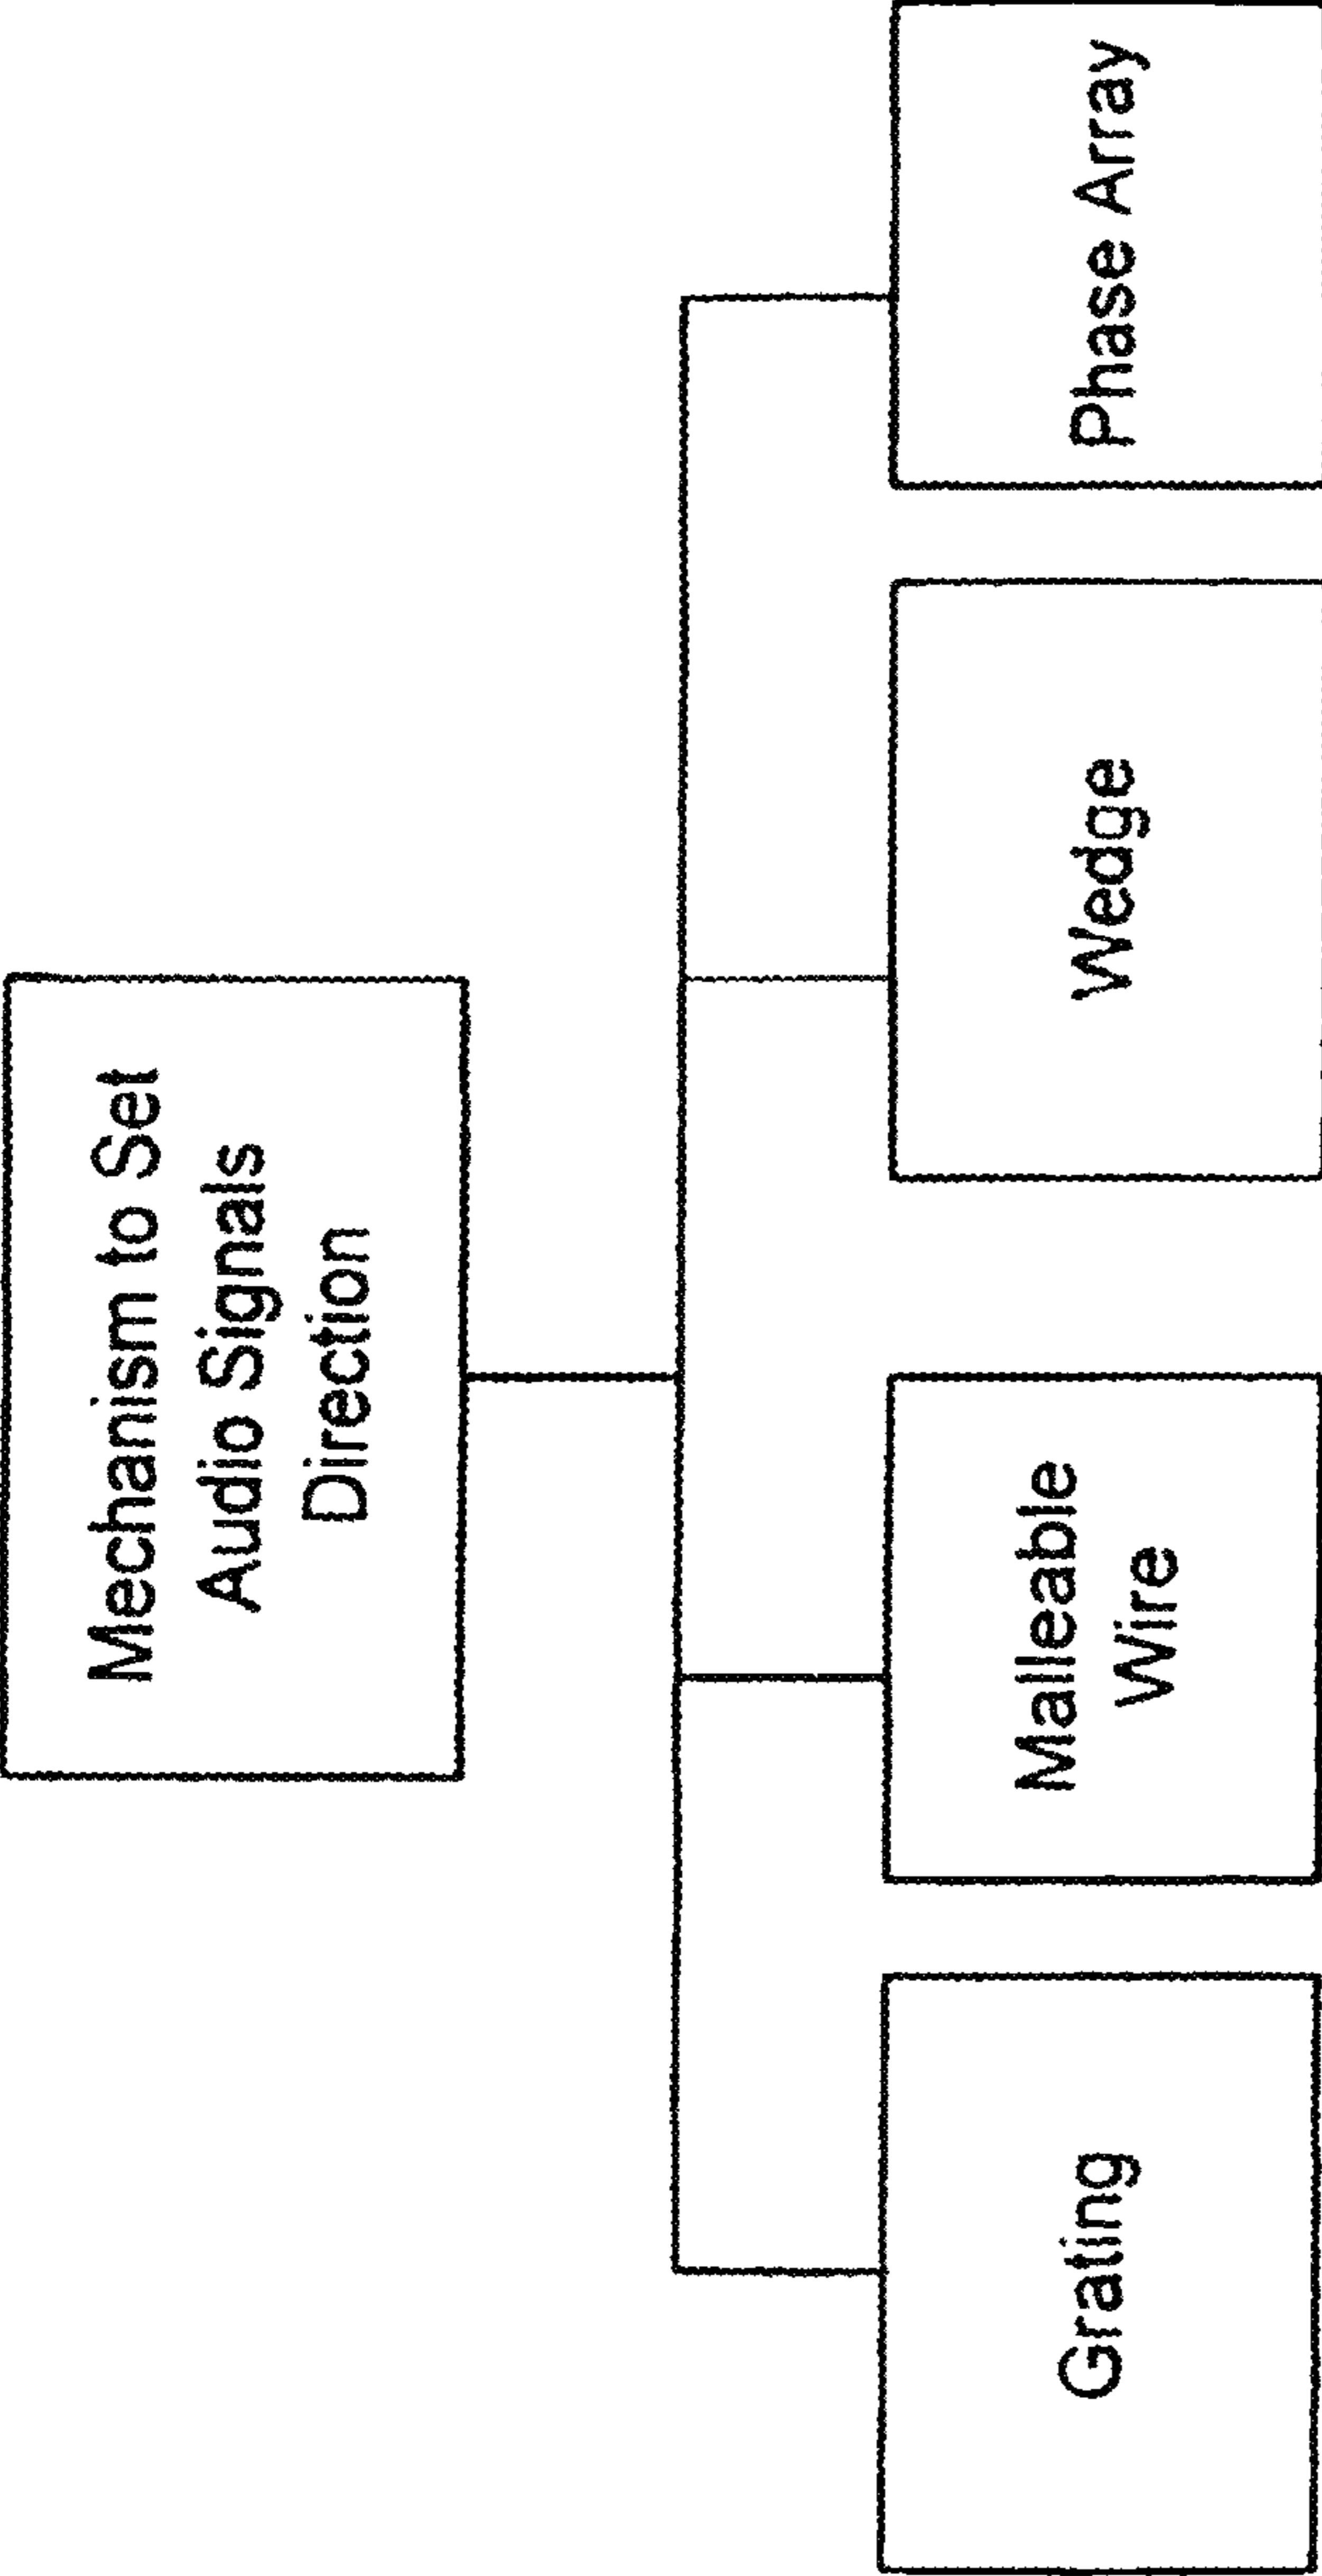 Mechanism to Set
Audio Signals
Direction
Grating
Malleable
Wire
Wedge
Phase Array